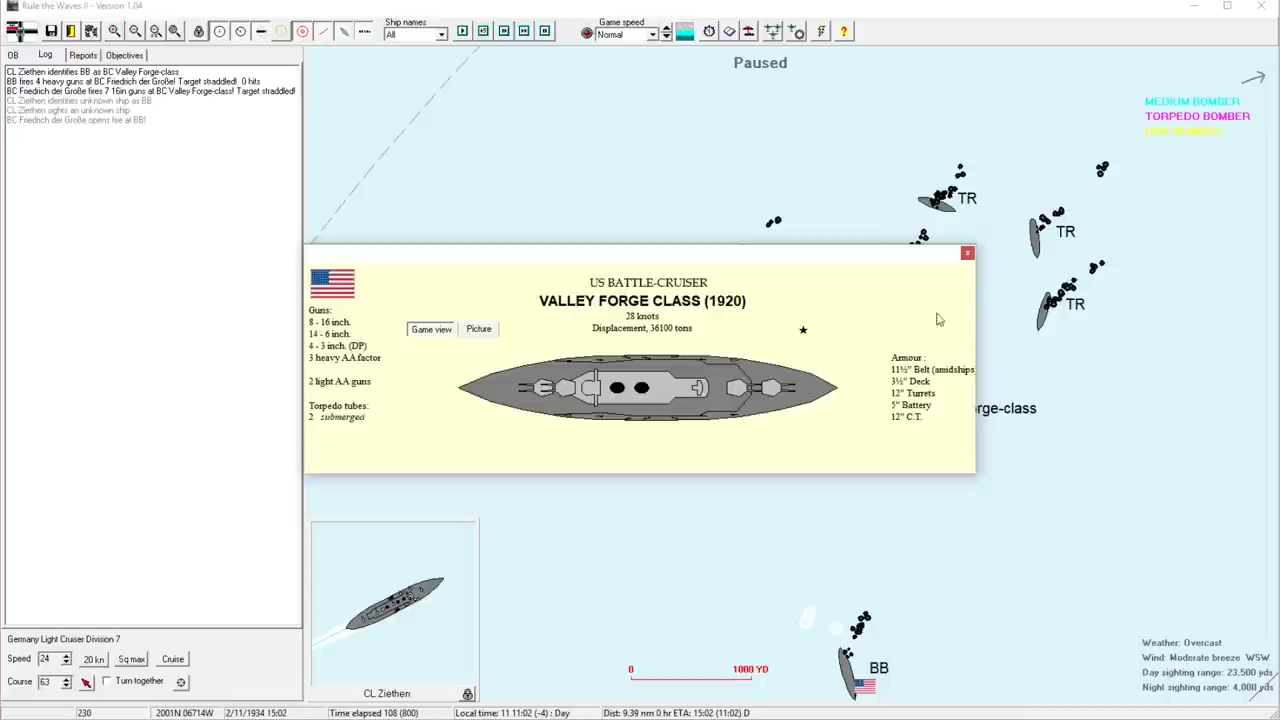 Rule the Waves II - Version 1.04
Ship names
All
Game speed
Normal
OB Log Reports Objectives
CL Ziethen identifies BB as BC Valley Forge-class
BB fires 4 heavy guns at BC Friedrich der Große! Target straddled! 0 hits
BC Friedrich der Große fires 7 16in guns at BC Valley Forge-class! Target straddled!
CL Ziethen identifies unknown ship as BB
CL Ziethen sights an unknown ship
BC Friedrich der Große opens fire at BB!
Paused
MEDIUM BOMBER
TORPEDO BOMBER
DIVE BOMBER
TR
TR
TR
US BATTLE-CRUISER
VALLEY FORGE CLASS (1920)
28 knots
Displacement, 36100 tons
Guns:
8 - 16 inch.
14 - 6 inch.
4 - 3 inch. (DP)
3 heavy AA factor
2 light AA guns
Torpedo tubes:
2 submerged
Game view Picture
Armour :
11½" Belt (amidships)
3½" Deck
12" Turrets
5" Battery
12" C.T.
rge-class
CL Ziethen
0 1000 YD
BB
Weather: Overcast
Wind: Moderate breeze WSW
Day sighting range: 23,500 yds
Night sighting range: 4,000 yds
Germany Light Cruiser Division 7
Speed 24 20 kn Sq max Cruise
Course 63 Turn together
230 2001N 06714W 2/11/1934 15:02 Time elapsed 108 (800) Local time: 11 11:02 (-4) : Day Dist: 9.39 nm 0 hr ETA: 15:02 (11:02) D